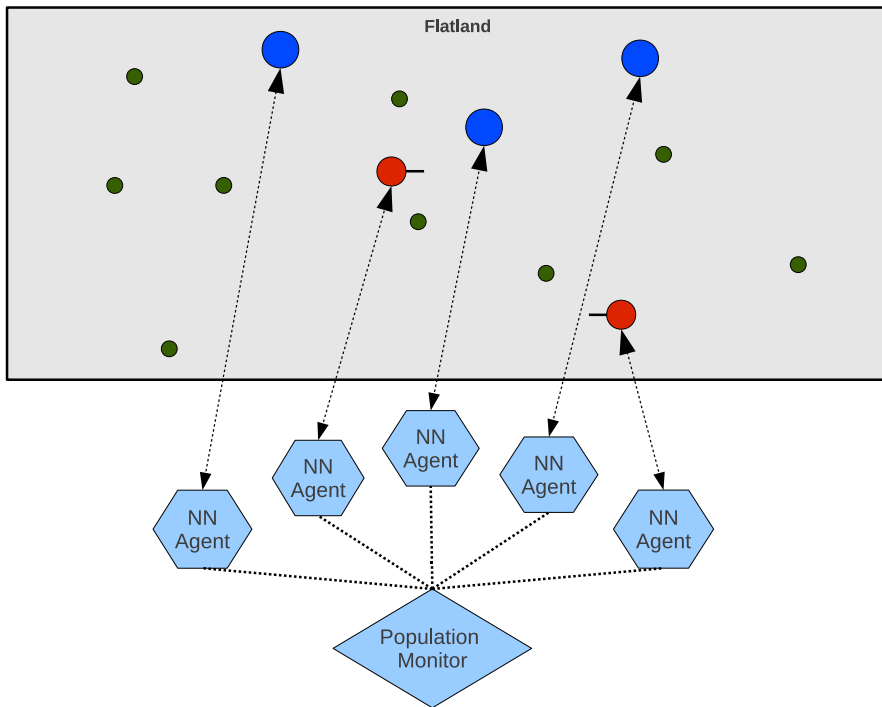 Flatland
NN
Agent
NN
Agent
NN
Agent
NN
Agent
NN
Agent
Population
Monitor